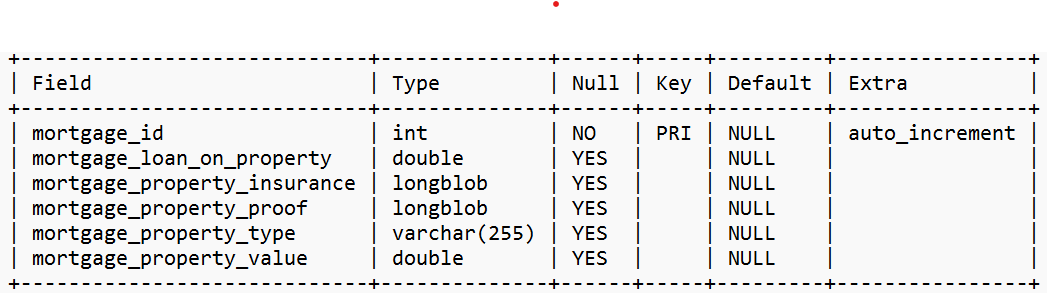 +------------------------------+--------------+------+-----+---------+----------------+
| Field                        | Type         | Null | Key | Default | Extra          |
+------------------------------+--------------+------+-----+---------+----------------+
| mortgage_id                  | int          | NO   | PRI | NULL    | auto_increment |
| mortgage_loan_on_property    | double       | YES  |     | NULL    |                |
| mortgage_property_insurance  | longblob     | YES  |     | NULL    |                |
| mortgage_property_proof      | longblob     | YES  |     | NULL    |                |
| mortgage_property_type       | varchar(255) | YES  |     | NULL    |                |
| mortgage_property_value      | double       | YES  |     | NULL    |                |
+------------------------------+--------------+------+-----+---------+----------------+